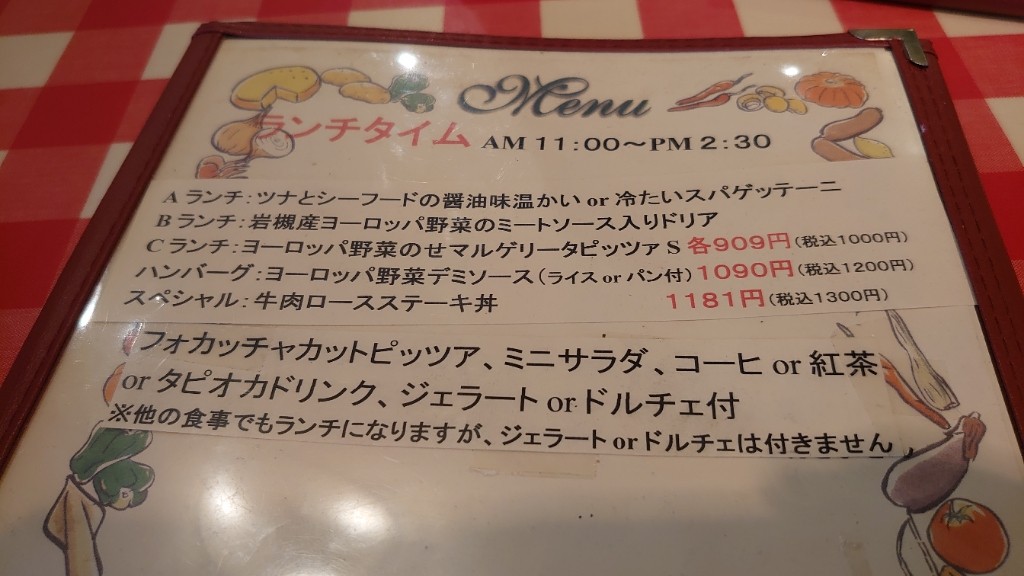 Menu
ランチタイム AM 11:00～PM 2:30
A ランチ:ツナとシーフードの醤油味温かい or 冷たいスパゲッテーニ
B ランチ:岩槻産ヨーロッパ野菜のミートソース入りドリア
C ランチ:ヨーロッパ野菜のせマルゲリータピッツァ S 各909円(税込1000円)
ハンバーグ:ヨーロッパ野菜デミソース(ライス or パン付)1090円(税込1200円)
スペシャル:牛肉ロースステーキ丼 1181円(税込1300円)
フォカッチャカットピッツア、ミニサラダ、コーヒ or 紅茶
or タピオカドリンク、ジェラート or ドルチェ付
※他の食事でもランチになりますが、ジェラート or ドルチェは付きません。